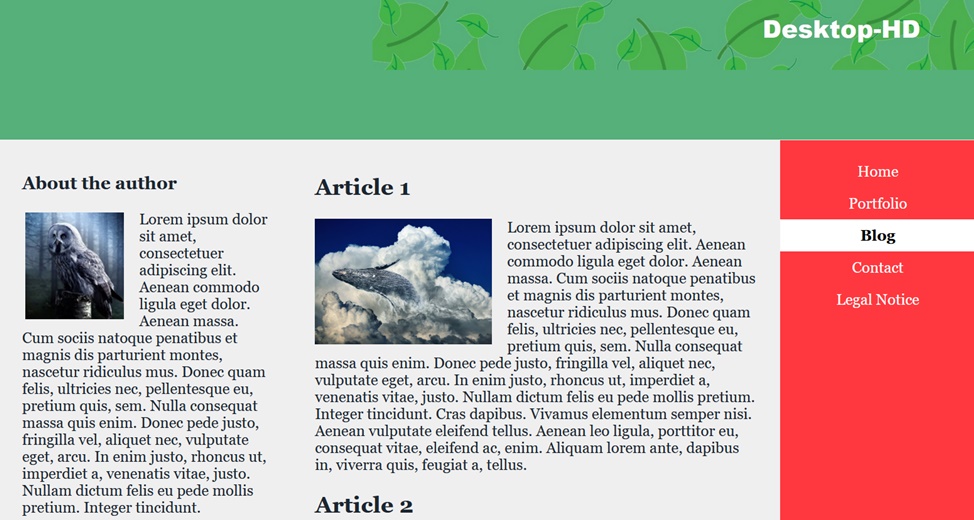 Desktop-HD
About the author
Lorem ipsum dolor
sit amet,
consectetuer
adipiscing elit.
Aenean commodo
ligula eget dolor.
Aenean massa.
Cum sociis natoque penatibus et
magnis dis parturient montes,
nascetur ridiculus mus. Donec quam
felis, ultricies nec, pellentesque eu,
pretium quis, sem. Nulla consequat
massa quis enim. Donec pede justo,
fringilla vel, aliquet nec, vulputate
eget, arcu. In enim justo, rhoncus ut,
imperdiet a, venenatis vitae, justo.
Nullam dictum felis eu pede mollis
pretium. Integer tincidunt.
Article 1
Lorem ipsum dolor sit amet,
consectetuer adipiscing elit. Aenean
commodo ligula eget dolor. Aenean
massa. Cum sociis natoque penatibus
et magnis dis parturient montes,
nascetur ridiculus mus. Donec quam
felis, ultricies nec, pellentesque eu,
pretium quis, sem. Nulla consequat
massa quis enim. Donec pede justo, fringilla vel, aliquet nec,
vulputate eget, arcu. In enim justo, rhoncus ut, imperdiet a,
venenatis vitae, justo. Nullam dictum felis eu pede mollis pretium.
Integer tincidunt. Cras dapibus. Vivamus elementum semper nisi.
Aenean vulputate eleifend tellus. Aenean leo ligula, porttitor eu,
consequat vitae, eleifend ac, enim. Aliquam lorem ante, dapibus
in, viverra quis, feugiat a, tellus.
Article 2
Home
Portfolio
Blog
Contact
Legal Notice